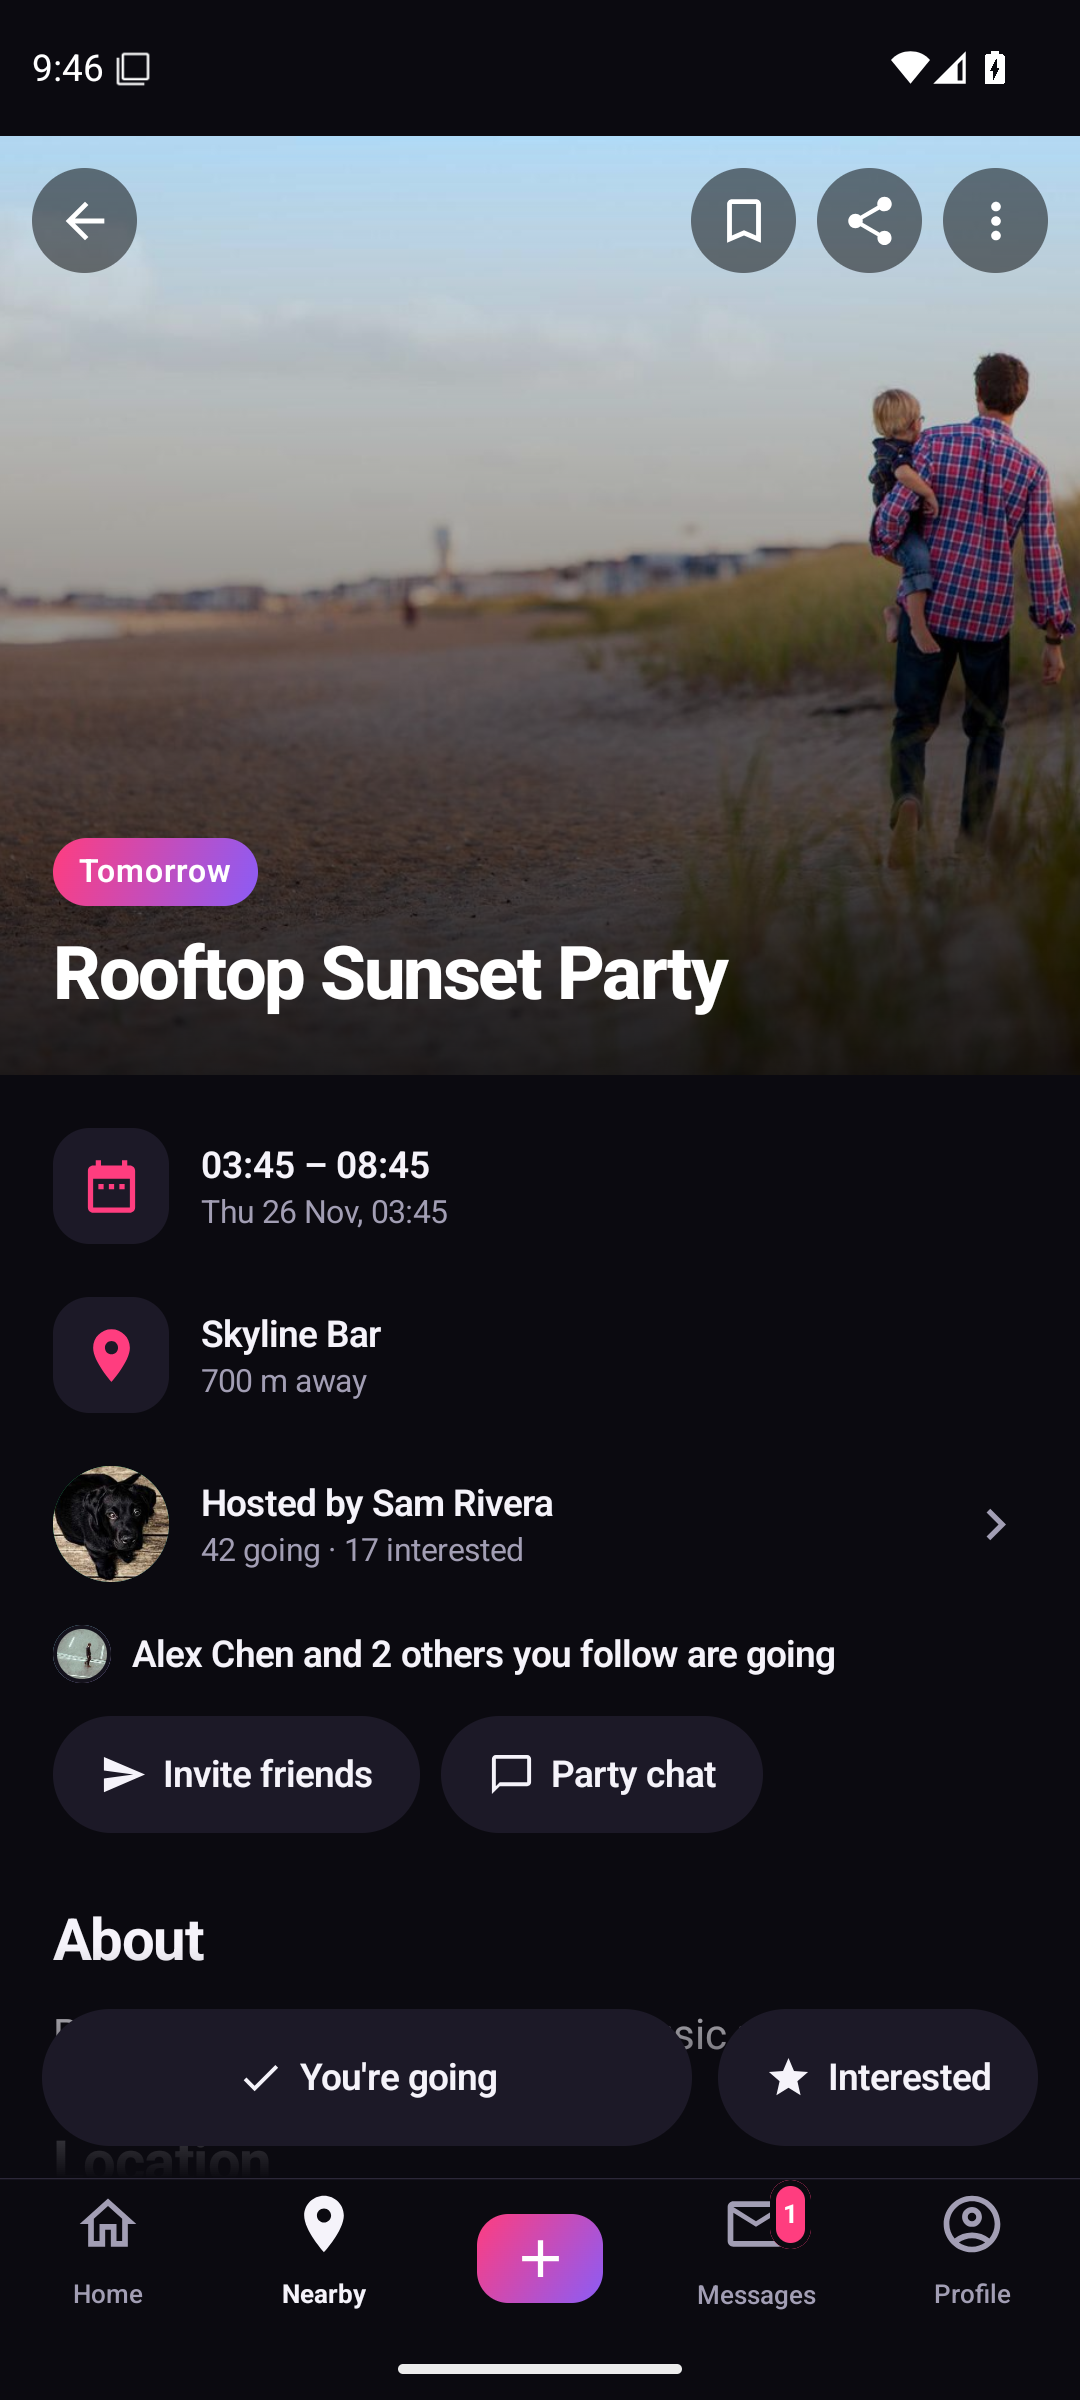 9:46
Tomorrow
Rooftop Sunset Party
03:45 – 08:45
Thu 26 Nov, 03:45
Skyline Bar
700 m away
Hosted by Sam Rivera
42 going · 17 interested
Alex Chen and 2 others you follow are going
Invite friends
Party chat
About
You're going
Interested
Location
1
Home
Nearby
Messages
Profile